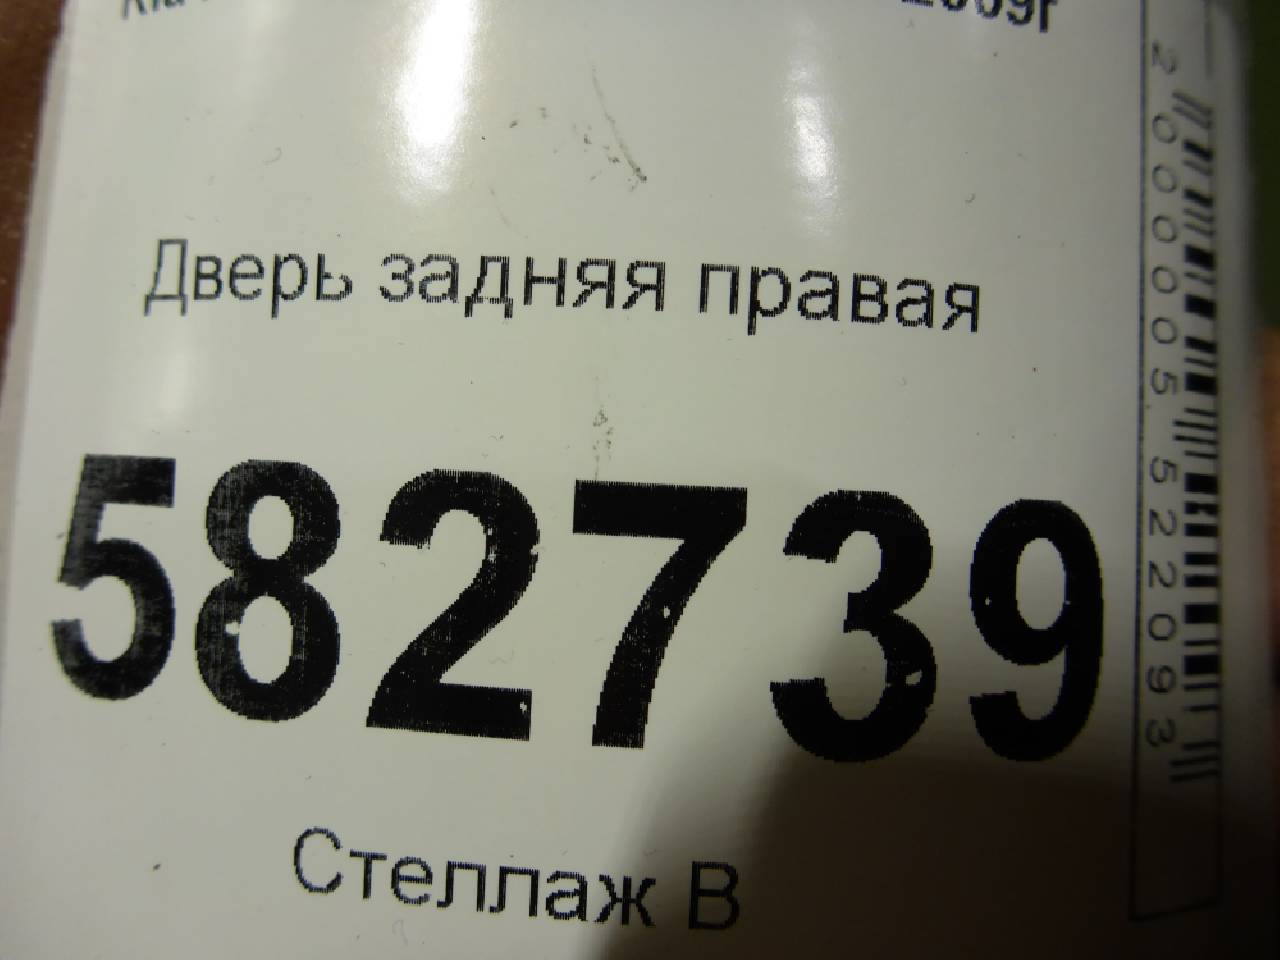 Дверь задняя правая
582739
Стеллаж В
2000005522093